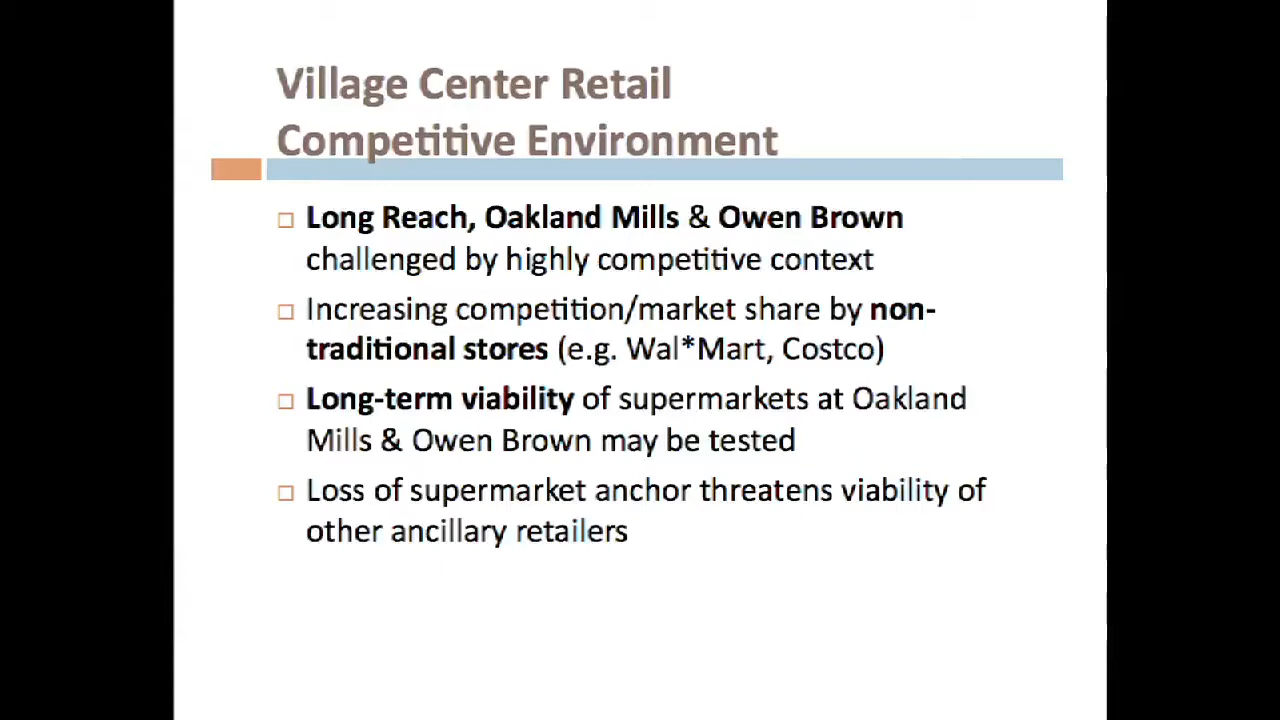 Village Center Retail
Competitive Environment
Long Reach, Oakland Mills & Owen Brown
challenged by highly competitive context
Increasing competition/market share by non-
traditional stores (e.g. Wal*Mart, Costco)
Long-term viability of supermarkets at Oakland
Mills & Owen Brown may be tested
Loss of supermarket anchor threatens viability of
other ancillary retailers